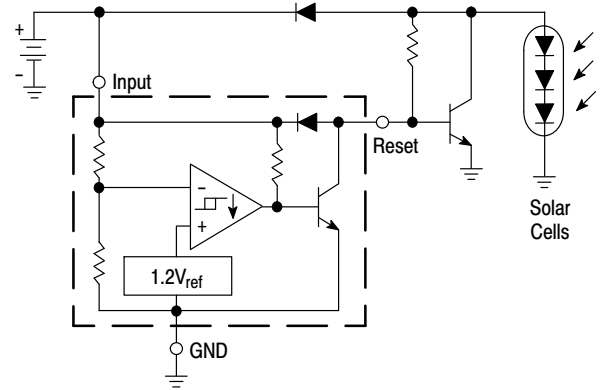 +
-
Input
Reset
−
+
1.2Vref
Solar
Cells
GND